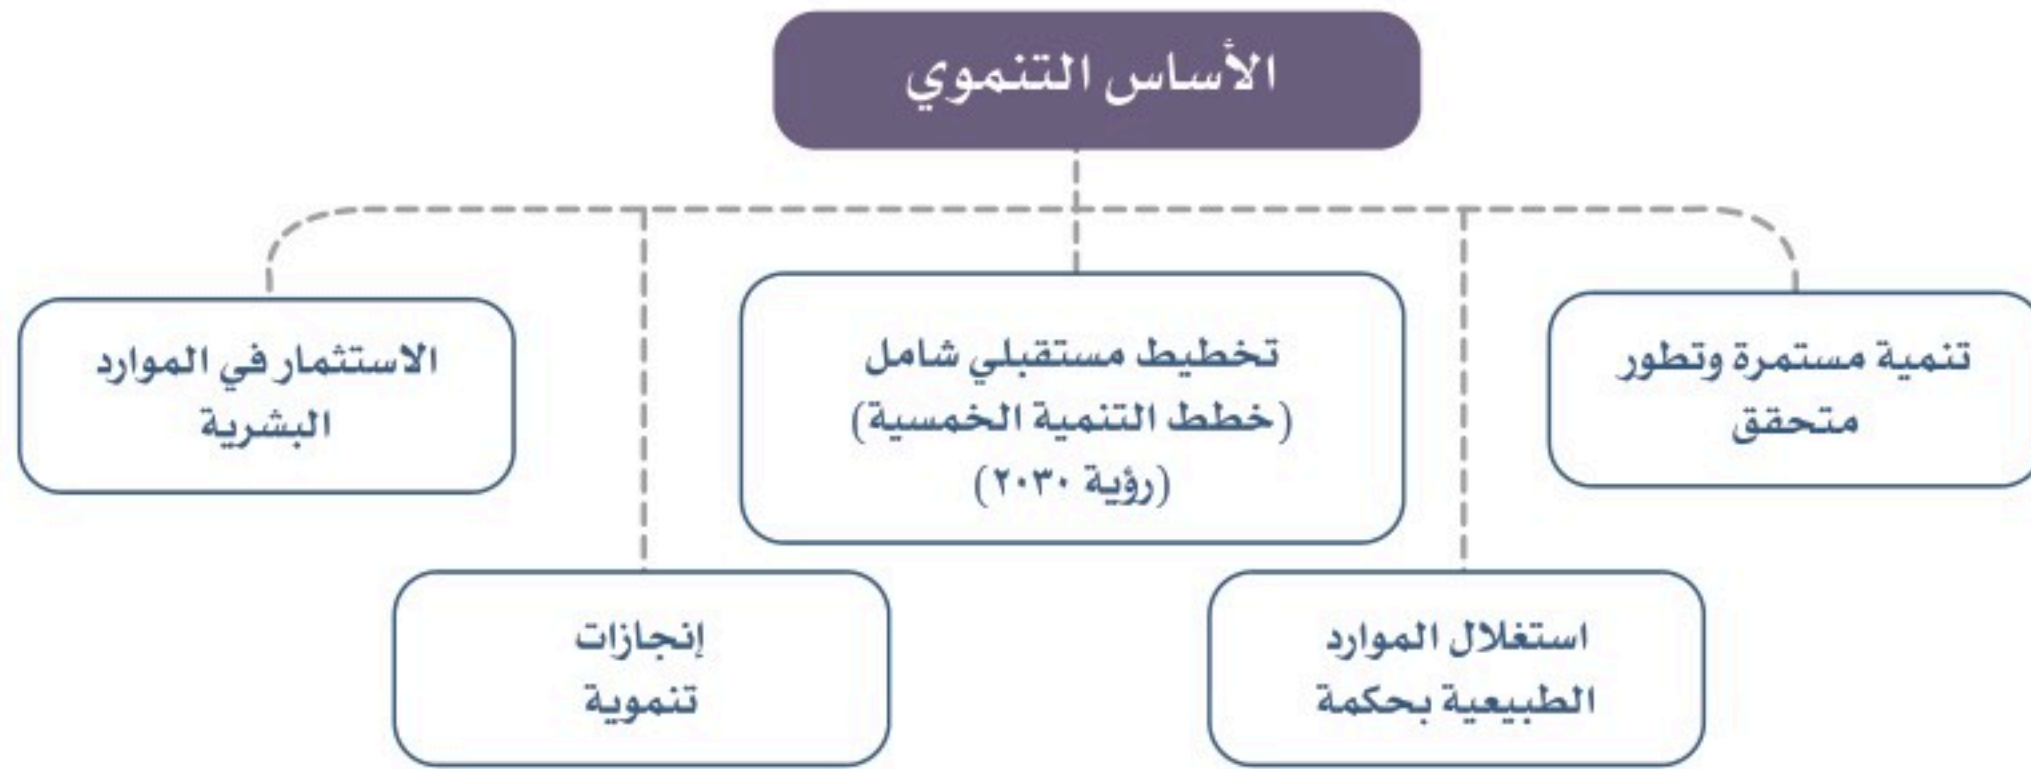 الأساس التنموي
تنمية مستمرة وتطور
متحقق
استغلال الموارد
الطبيعية بحكمة
تخطيط مستقبلي شامل
(خطط التنمية الخمسية)
(رؤية ٢٠٣٠)
إنجازات
تنموية
الاستثمار في الموارد
البشرية